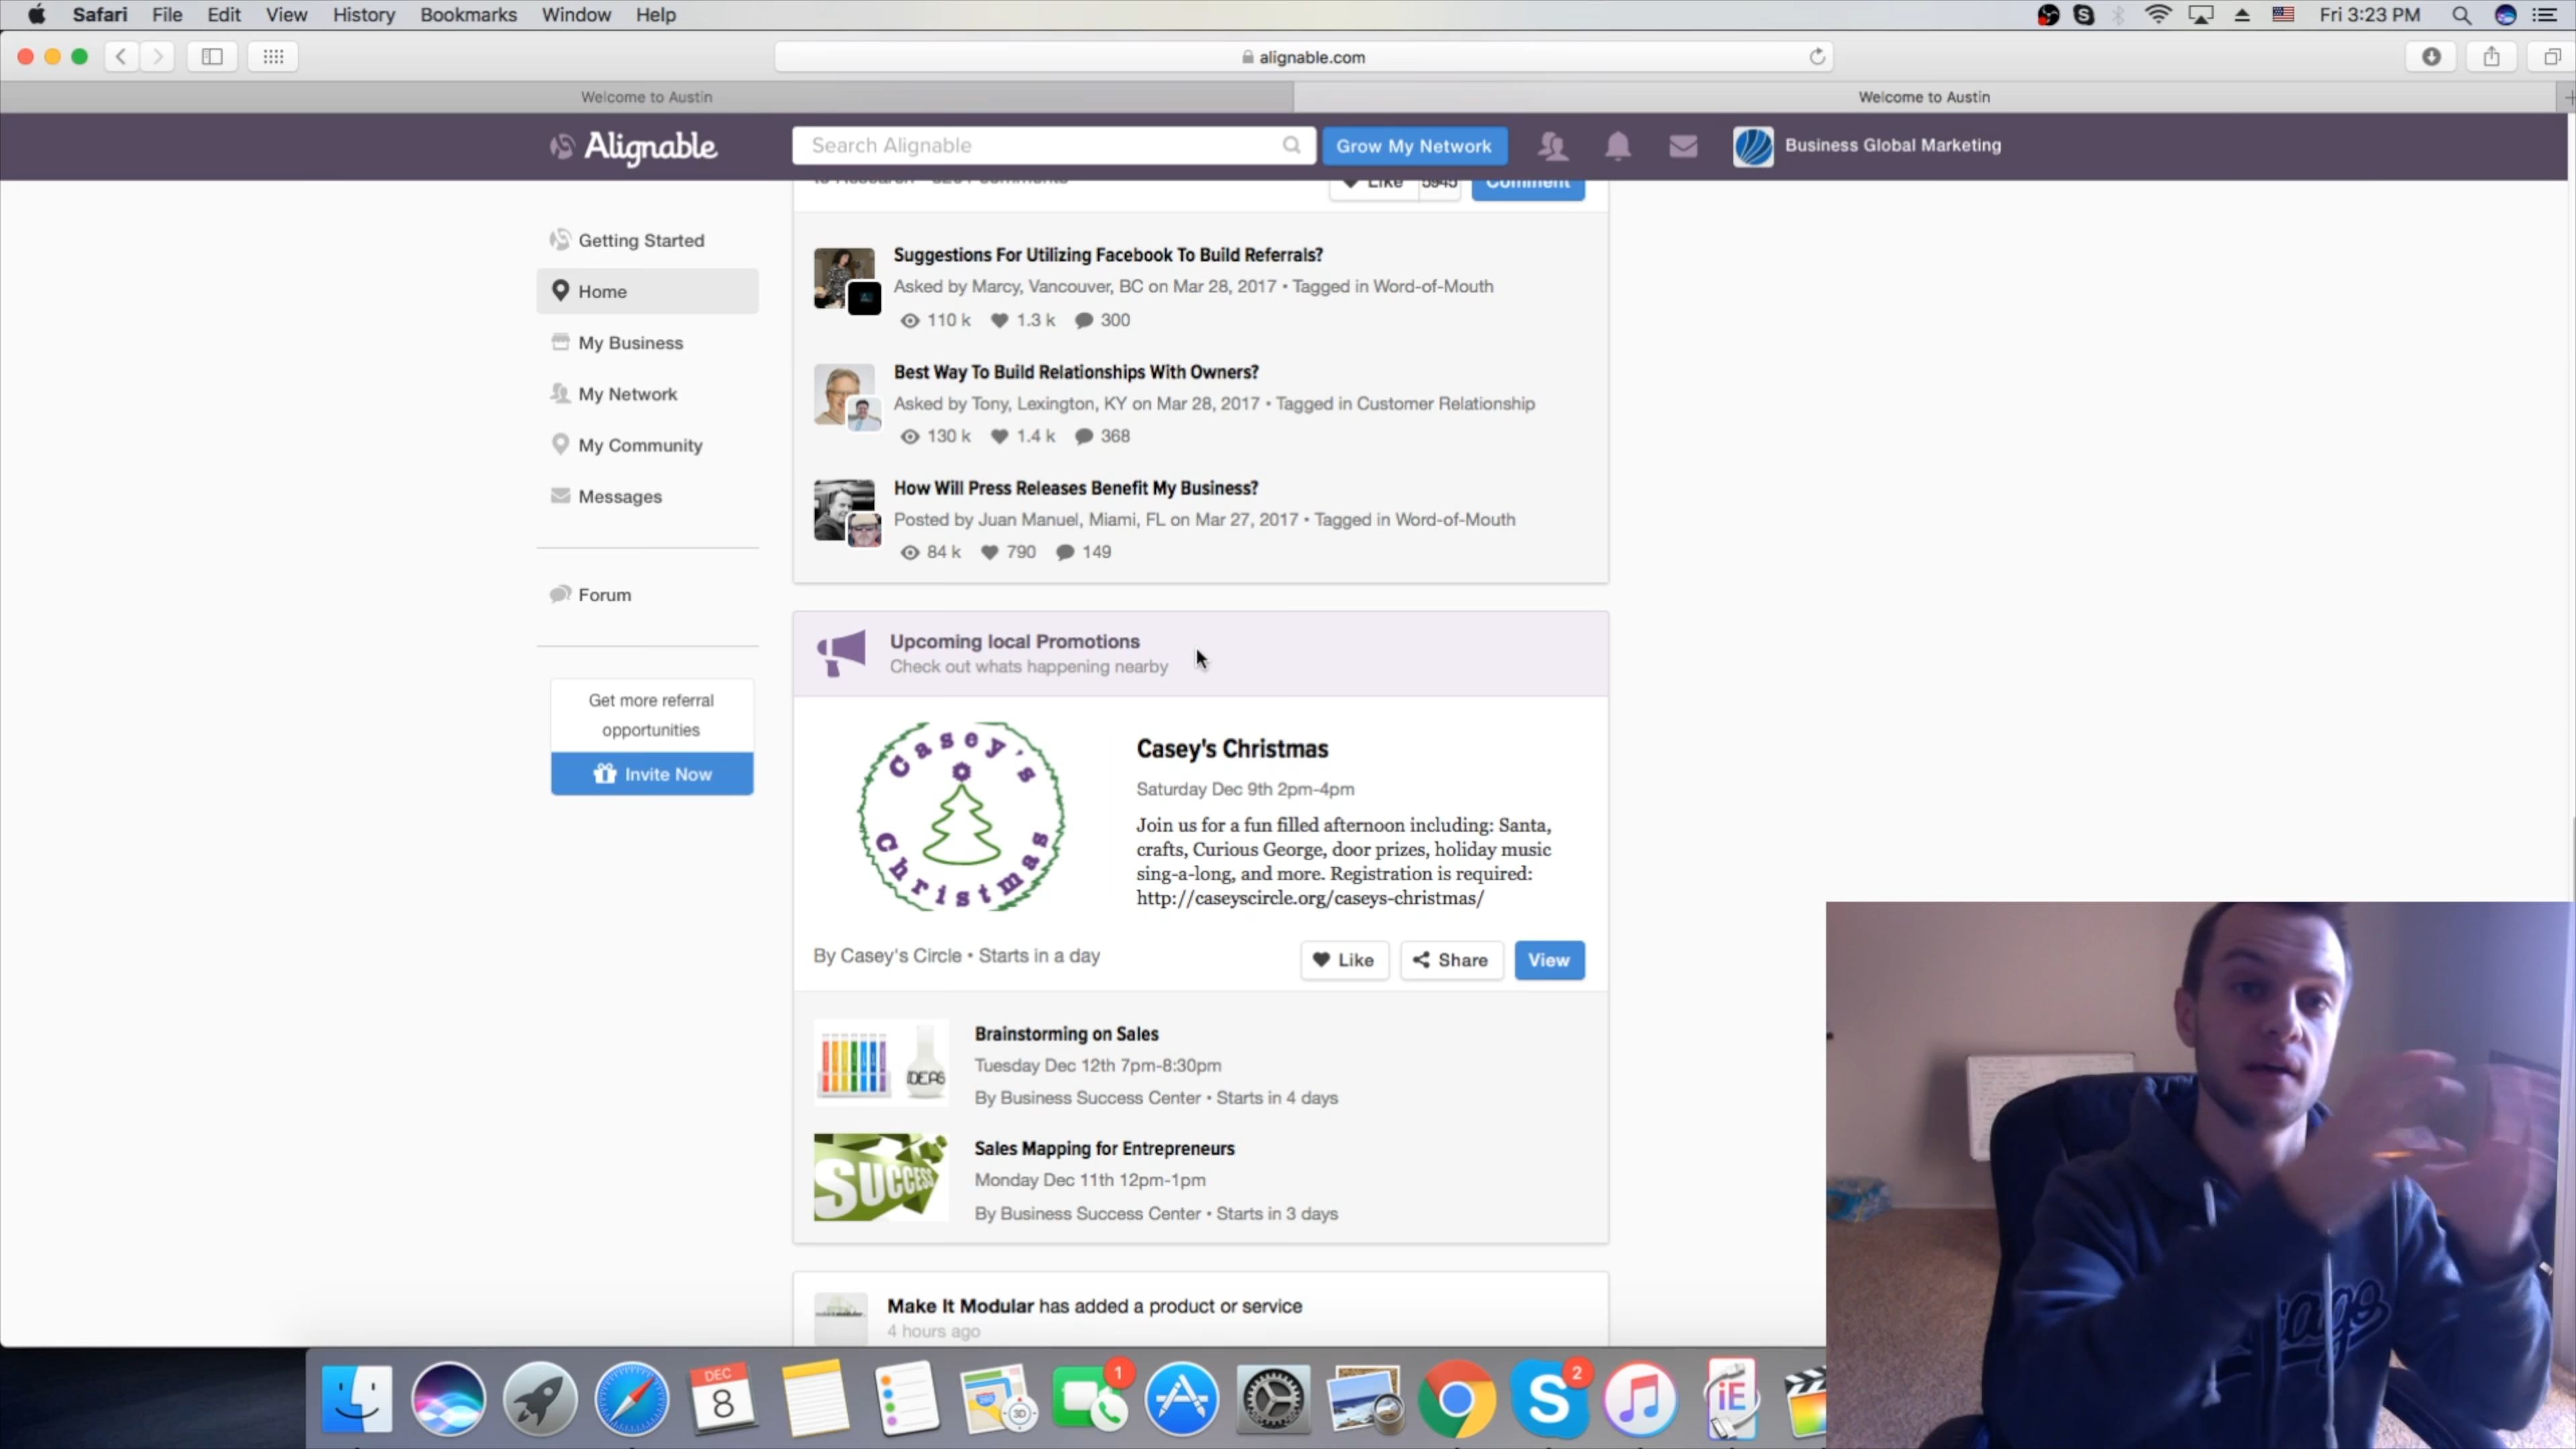 Safari File Edit View History Bookmarks Window Help Fri 3:23 PM
alignable.com
Welcome to Austin Welcome to Austin
Alignable Search Alignable Grow My Network Business Global Marketing
Like 5945 Comment
Getting Started
Home
My Business
My Network
My Community
Messages
Forum
Get more referral
opportunities
Invite Now
Suggestions For Utilizing Facebook To Build Referrals?
Asked by Marcy, Vancouver, BC on Mar 28, 2017 • Tagged in Word-of-Mouth
110 k 1.3 k 300
Best Way To Build Relationships With Owners?
Asked by Tony, Lexington, KY on Mar 28, 2017 • Tagged in Customer Relationship
130 k 1.4 k 368
How Will Press Releases Benefit My Business?
Posted by Juan Manuel, Miami, FL on Mar 27, 2017 • Tagged in Word-of-Mouth
84 k 790 149
Upcoming local Promotions
Check out whats happening nearby
Casey's
Christmas
Casey's Christmas
Saturday Dec 9th 2pm-4pm
Join us for a fun filled afternoon including: Santa,
crafts, Curious George, door prizes, holiday music
sing-a-long, and more. Registration is required:
http://caseyscircle.org/caseys-christmas/
By Casey's Circle • Starts in a day Like Share View
IDEAS
Brainstorming on Sales
Tuesday Dec 12th 7pm-8:30pm
By Business Success Center • Starts in 4 days
SUCCESS
Sales Mapping for Entrepreneurs
Monday Dec 11th 12pm-1pm
By Business Success Center • Starts in 3 days
Make It Modular has added a product or service
4 hours ago
DEC
8
3D
1
S
2
iE